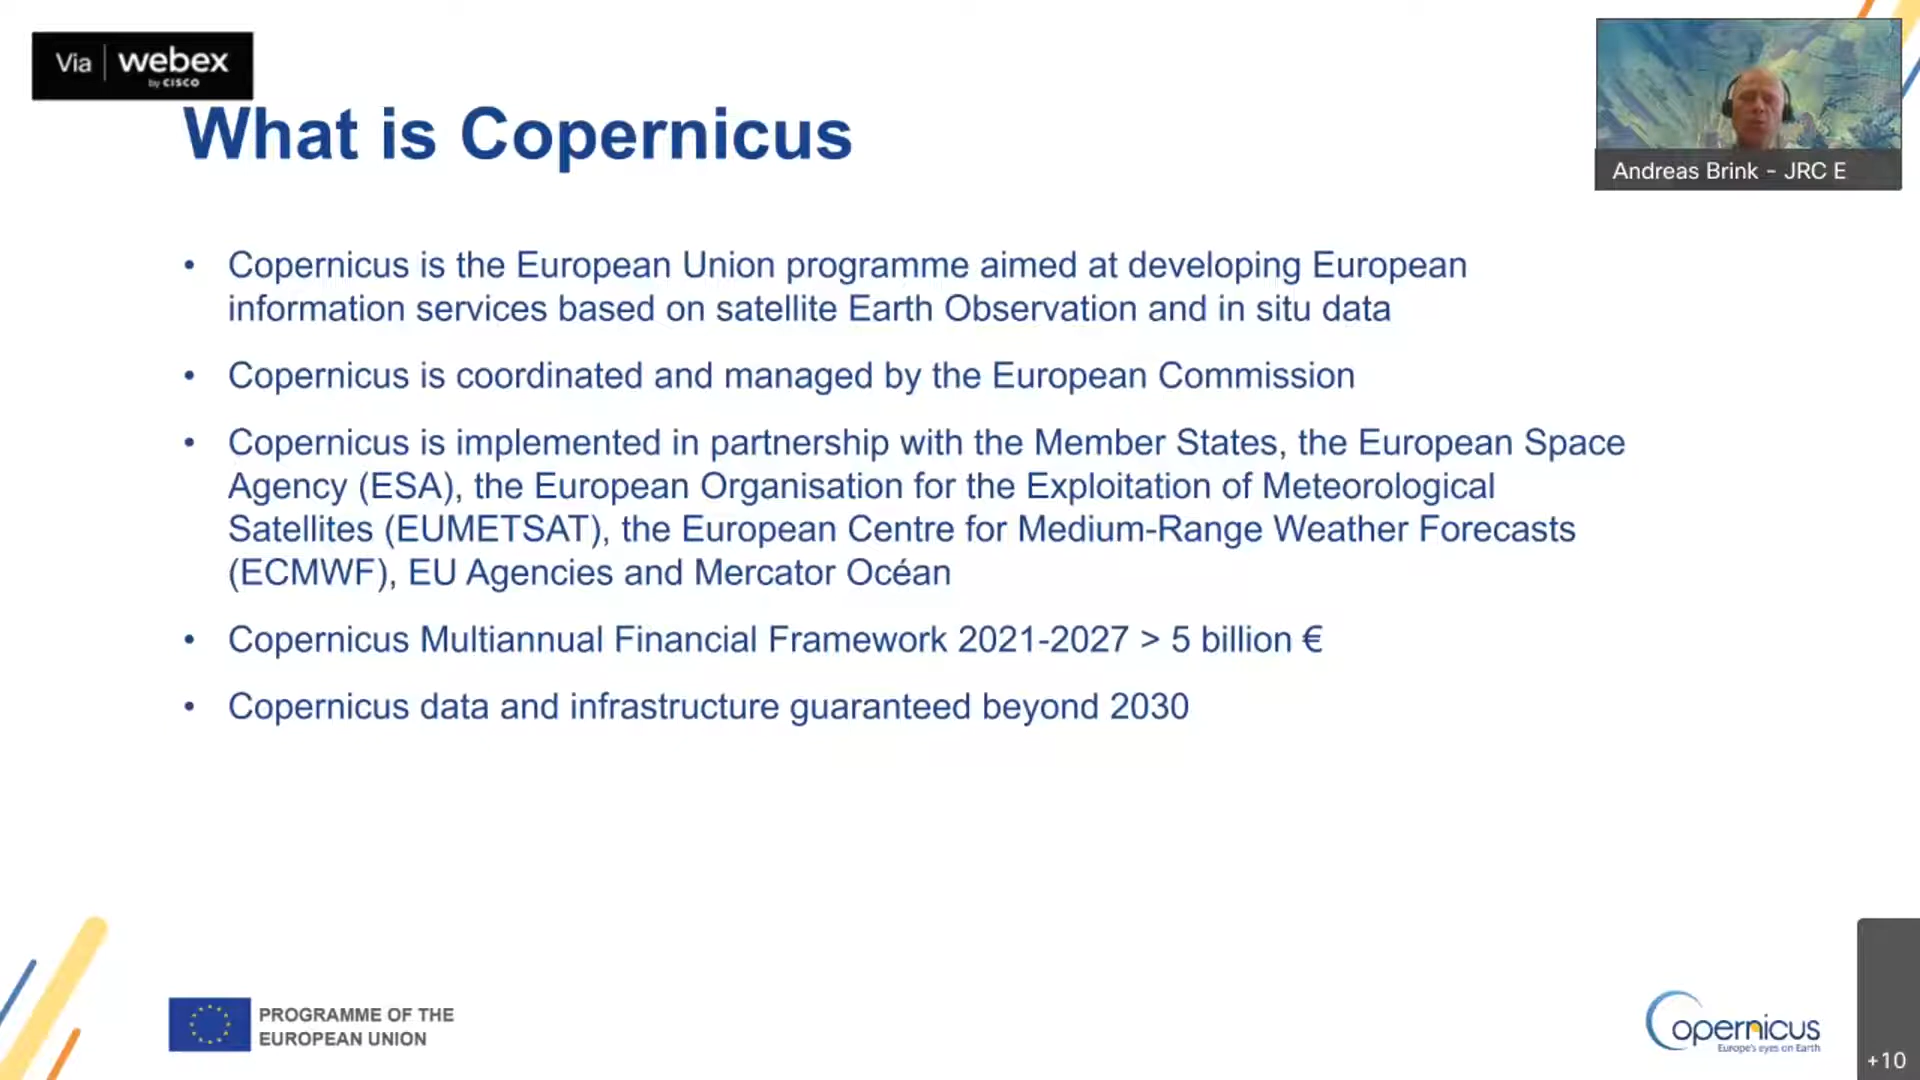 Via webex
by CISCO
What is Copernicus
Andreas Brink - JRC E
• Copernicus is the European Union programme aimed at developing European
information services based on satellite Earth Observation and in situ data
• Copernicus is coordinated and managed by the European Commission
• Copernicus is implemented in partnership with the Member States, the European Space
Agency (ESA), the European Organisation for the Exploitation of Meteorological
Satellites (EUMETSAT), the European Centre for Medium-Range Weather Forecasts
(ECMWF), EU Agencies and Mercator Océan
• Copernicus Multiannual Financial Framework 2021-2027 > 5 billion €
• Copernicus data and infrastructure guaranteed beyond 2030
PROGRAMME OF THE
EUROPEAN UNION
Copernicus
Europe's eyes on Earth
+10